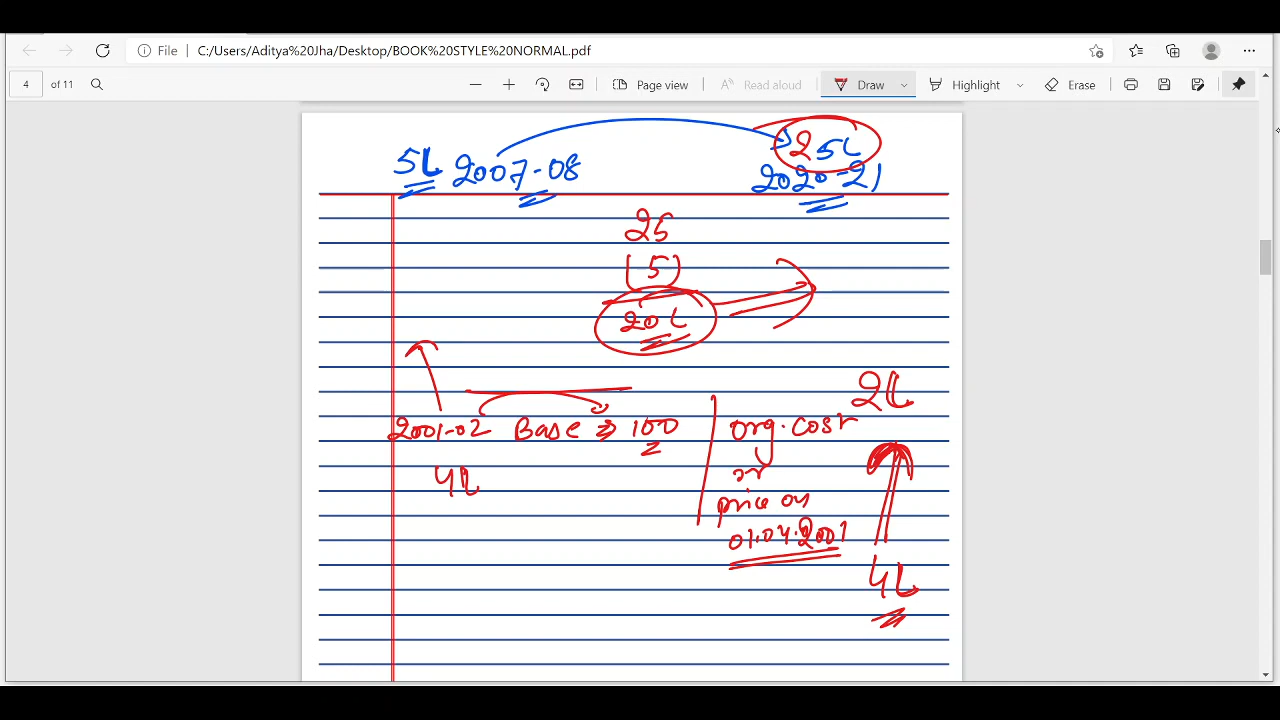 File C:/Users/Aditya%20Jha/Desktop/BOOK%20STYLE%20NORMAL.pdf
4 of 11 Page view Read aloud Draw Highlight Erase
25L
5L 2007-08 2020-21
25
(5)
20L
2L
2001-02 Base ⇒ 100 org. cost
or
4L
price on
01.04.2001
4L